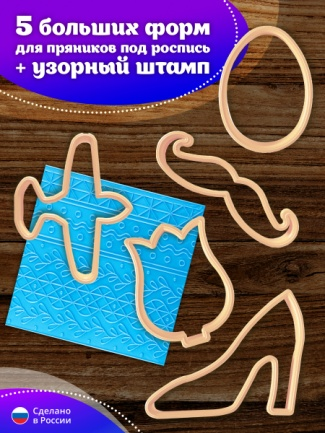 5 больших форм
для пряников под роспись
+ узорный штамп
Сделано
в России